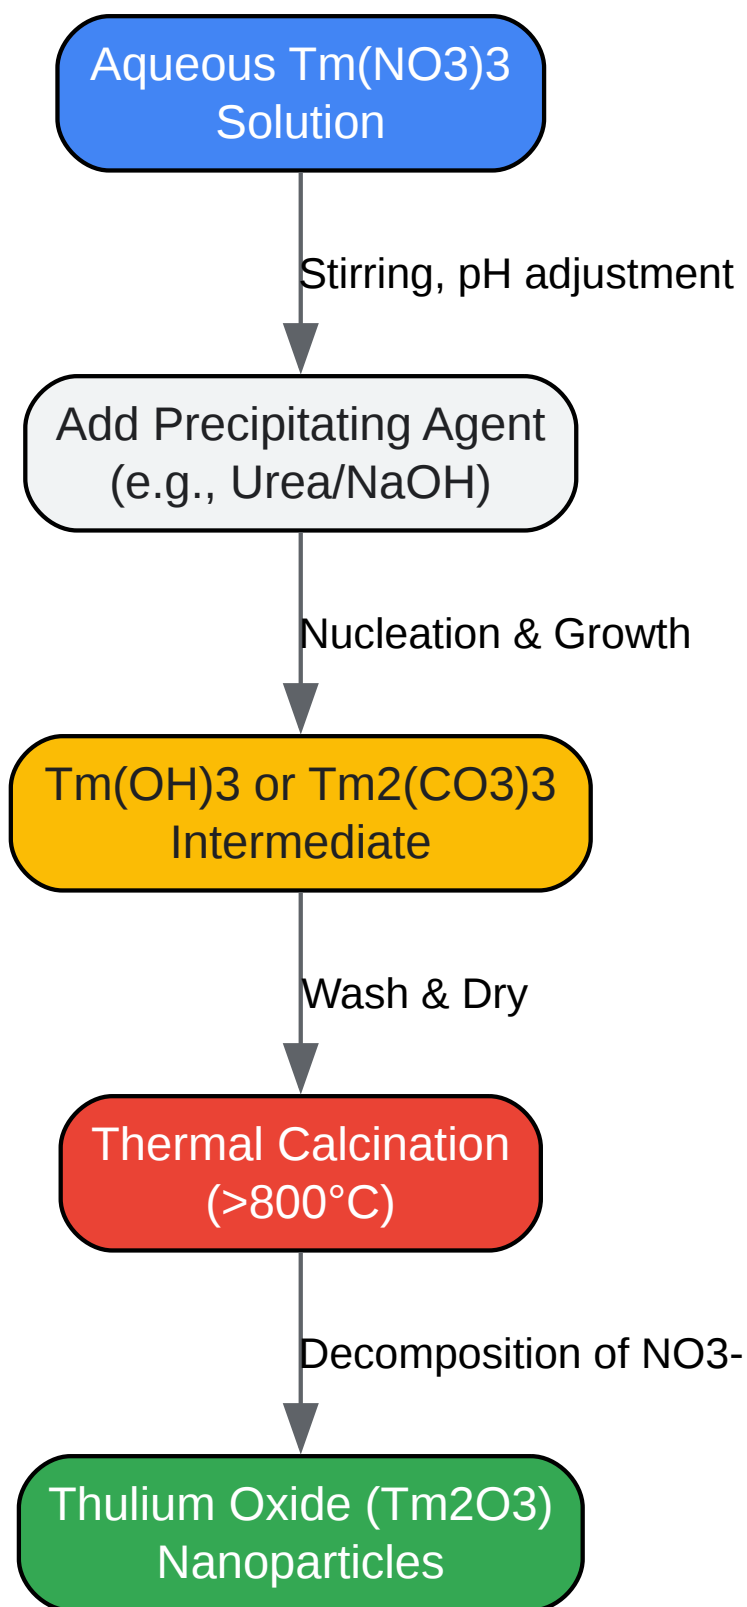 Aqueous Tm(NO3)3
Solution
Stirring, pH adjustment
Add Precipitating Agent
(e.g., Urea/NaOH)
Nucleation & Growth
Tm(OH)3 or Tm2(CO3)3
Intermediate
Wash & Dry
Thermal Calcination
(>800°C)
Decomposition of NO3-
Thulium Oxide (Tm2O3)
Nanoparticles